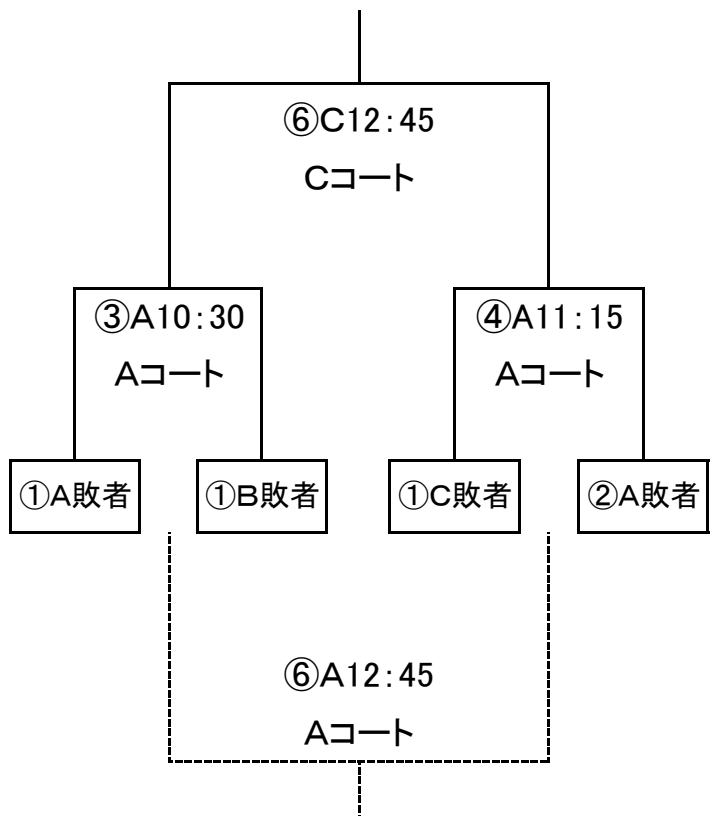 ⑥C12:45
Cコート
③A10:30
Aコート
④A11:15
Aコート
①A敗者
①B敗者
①C敗者
②A敗者
⑥A12:45
Aコート